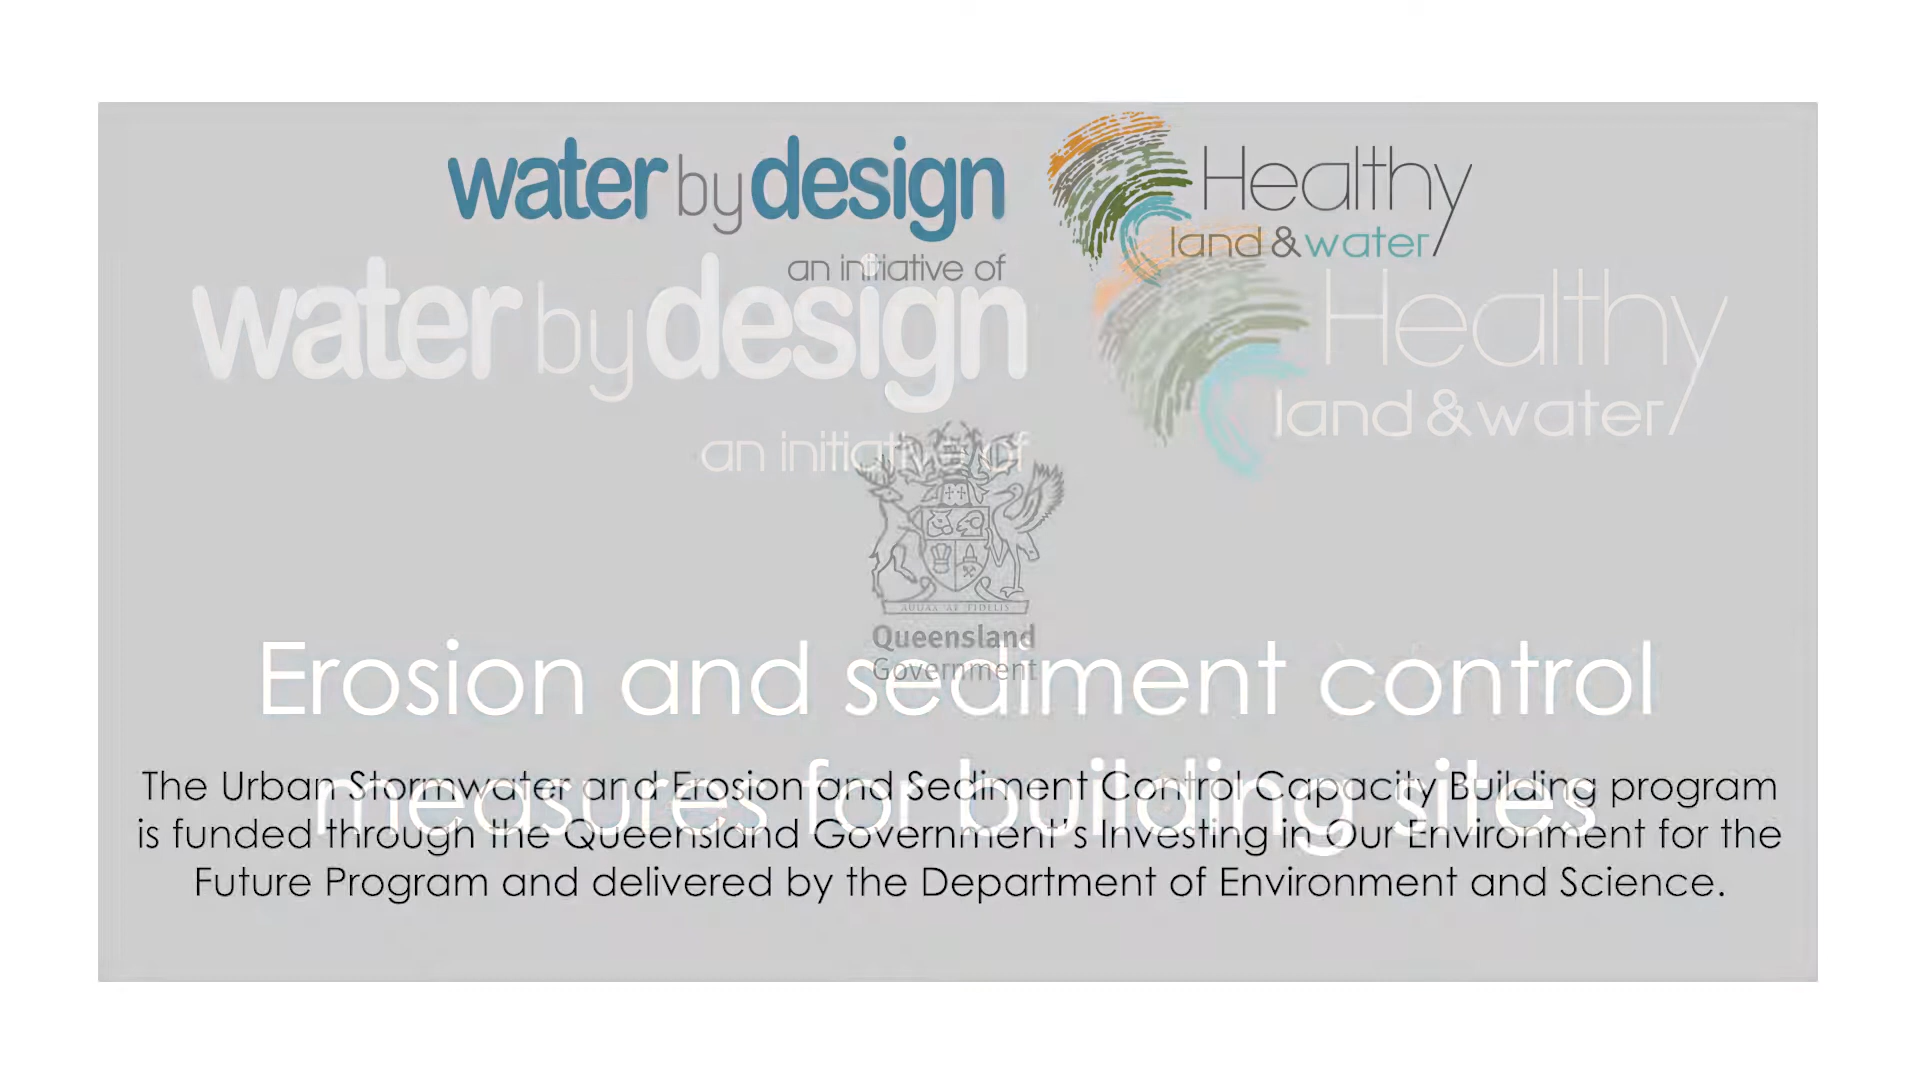 water by design
an initiative of
Healthy
land & water
water by design
an initiative of
Healthy
land & water
Queensland
Government
Erosion and sediment control
measures for building sites
The Urban Stormwater and Erosion and Sediment Control Capacity Building program
is funded through the Queensland Government's Investing in Our Environment for the
Future Program and delivered by the Department of Environment and Science.